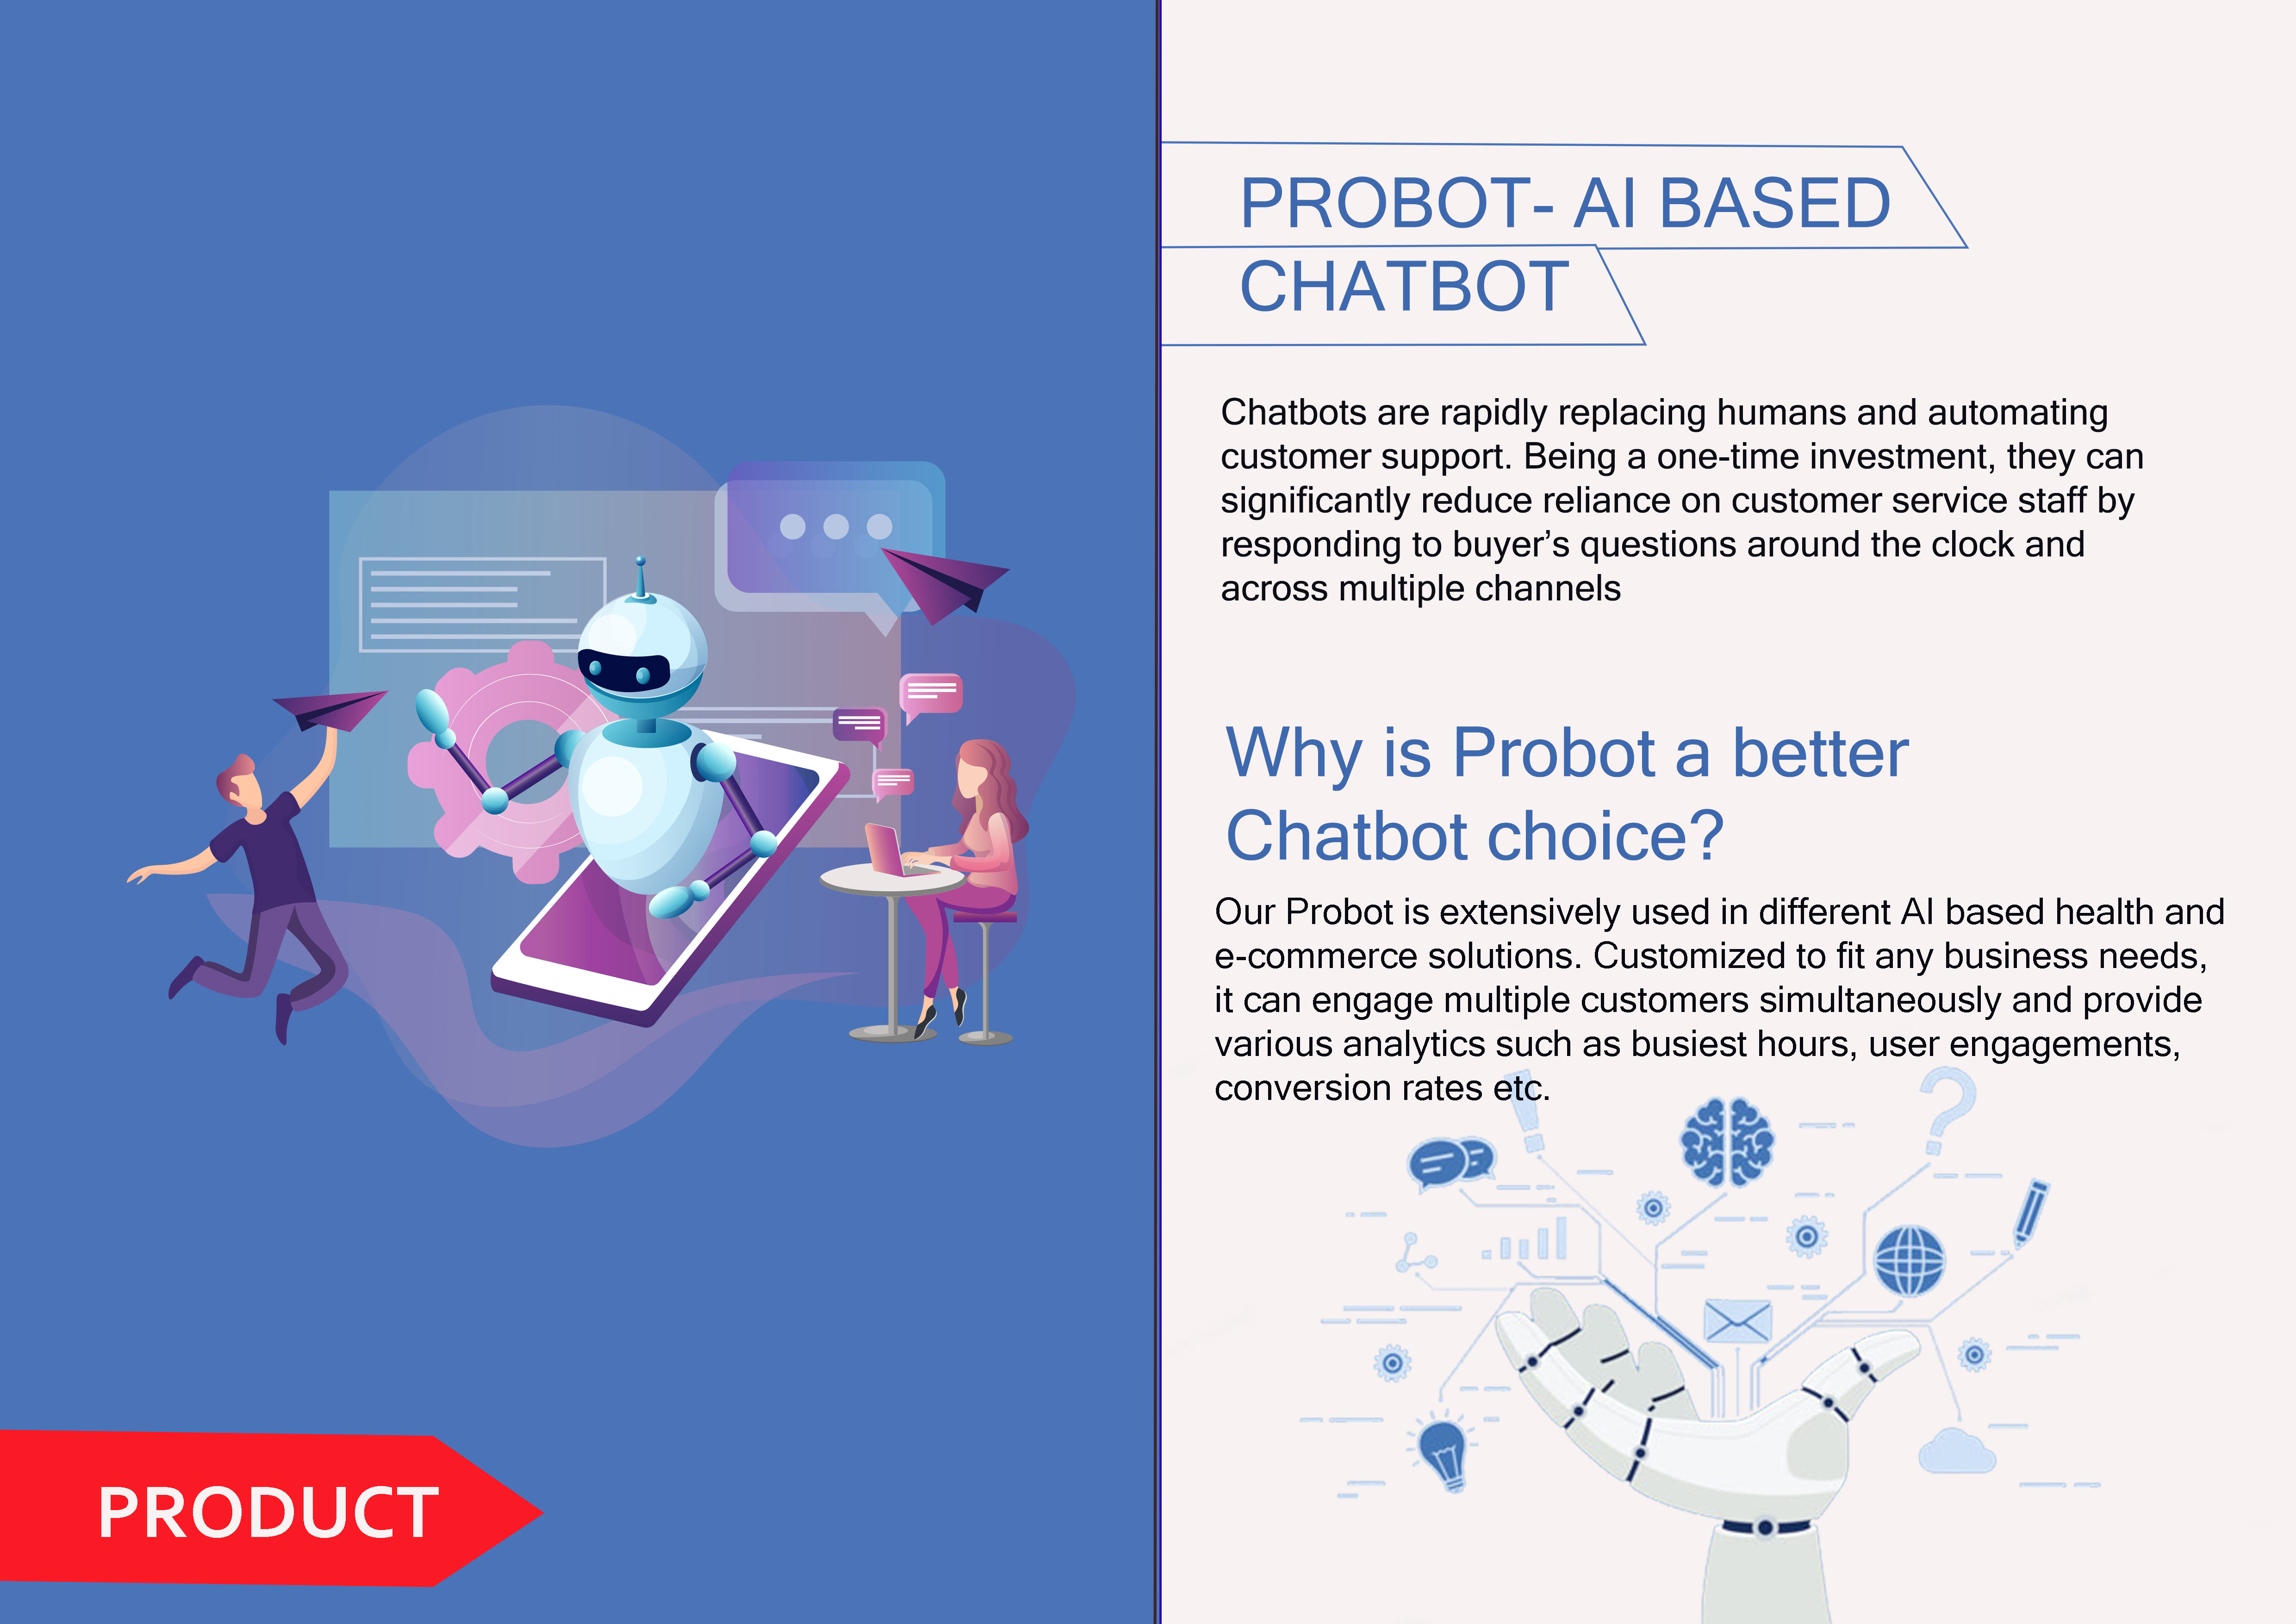 PROBOT- AI BASED
CHATBOT
Chatbots are rapidly replacing humans and automating
customer support. Being a one-time investment, they can
significantly reduce reliance on customer service staff by
responding to buyer’s questions around the clock and
across multiple channels
Why is Probot a better
Chatbot choice?
Our Probot is extensively used in different AI based health and
e-commerce solutions. Customized to fit any business needs,
it can engage multiple customers simultaneously and provide
various analytics such as busiest hours, user engagements,
conversion rates etc.
PRODUCT